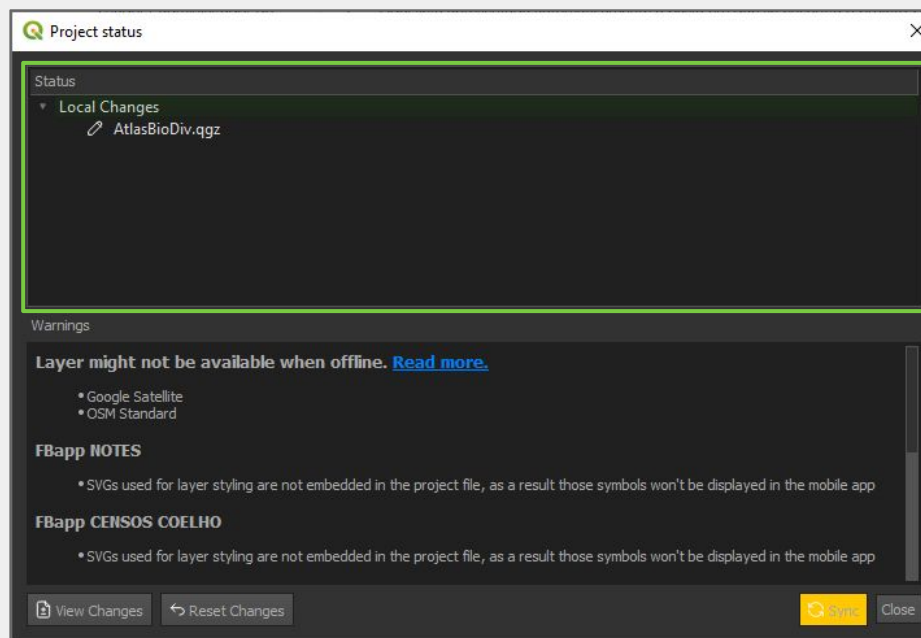 Project status
Status
Local Changes
AtlasBioDiv.qgz
Warnings
Layer might not be available when offline. Read more.
• Google Satellite
• OSM Standard
FBapp NOTES
• SVGs used for layer styling are not embedded in the project file, as a result those symbols won't be displayed in the mobile app
FBapp CENSOS COELHO
• SVGs used for layer styling are not embedded in the project file, as a result those symbols won't be displayed in the mobile app
View Changes
Reset Changes
Sync
Close